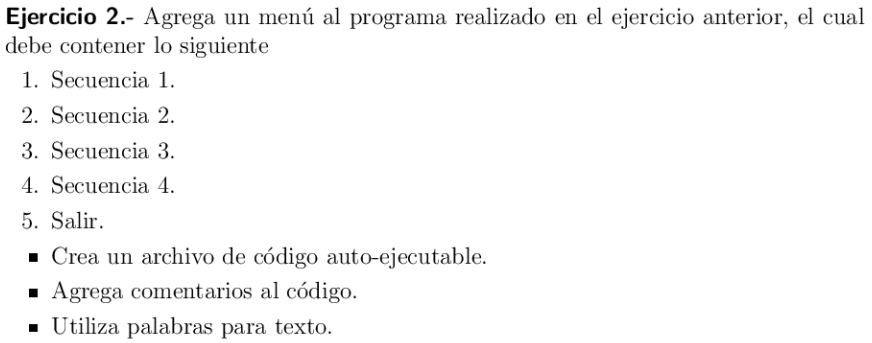 Ejercicio 2.- Agrega un menú al programa realizado en el ejercicio anterior, el cual
debe contener lo siguiente
1. Secuencia 1.
2. Secuencia 2.
3. Secuencia 3.
4. Secuencia 4.
5. Salir.
▪ Crea un archivo de código auto-ejecutable.
▪ Agrega comentarios al código.
▪ Utiliza palabras para texto.